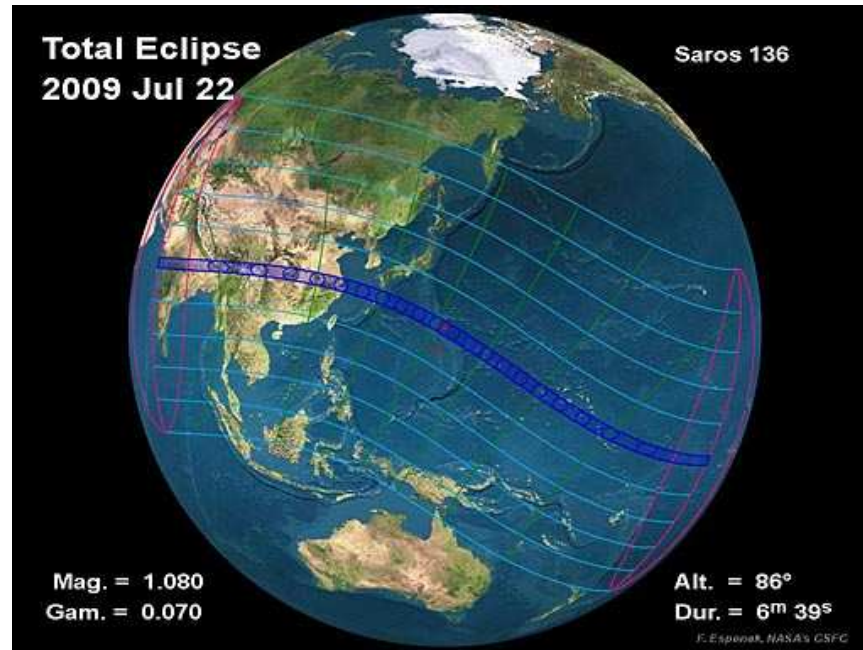 Total Eclipse
2009 Jul 22
Saros 136
Mag. = 1.080
Gam. = 0.070
Alt. = 86°
Dur. = 6ᵐ 39ˢ
F. Espenak, NASA's GSFC